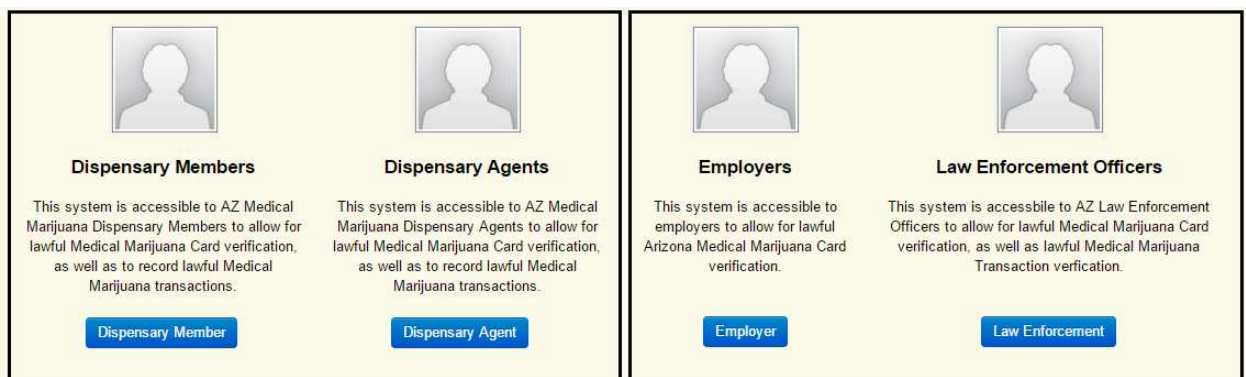 Dispensary Members
This system is accessible to AZ Medical
Marijuana Dispensary Members to allow for
lawful Medical Marijuana Card verification,
as well as to record lawful Medical
Marijuana transactions.
Dispensary Member
Dispensary Agents
This system is accessible to AZ Medical
Marijuana Dispensary Agents to allow for
lawful Medical Marijuana Card verification,
as well as to record lawful Medical
Marijuana transactions.
Dispensary Agent
Employers
This system is accessible to
employers to allow for lawful
Arizona Medical Marijuana Card
verification.
Employer
Law Enforcement Officers
This system is accessbile to AZ Law Enforcement
Officers to allow for lawful Medical Marijuana Card
verification, as well as lawful Medical Marijuana
Transaction verfication.
Law Enforcement